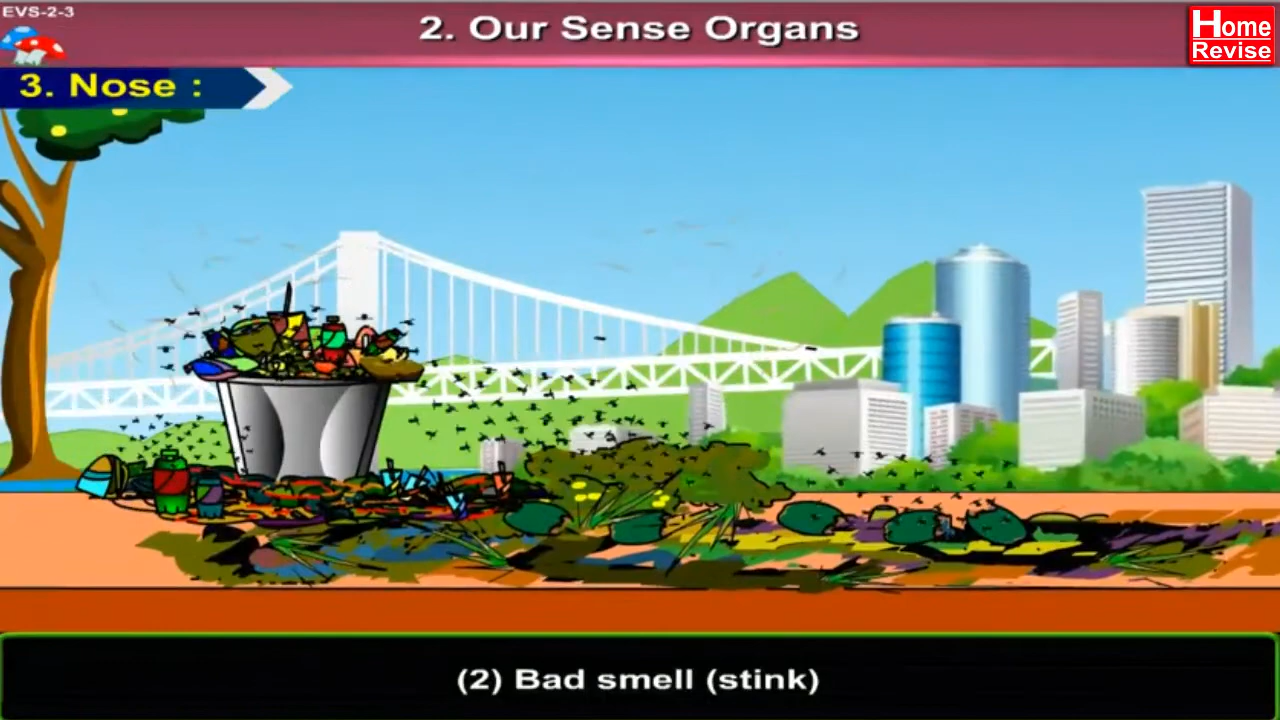 EVS-2-3
2. Our Sense Organs
Home
Revise
3. Nose :
(2) Bad smell (stink)